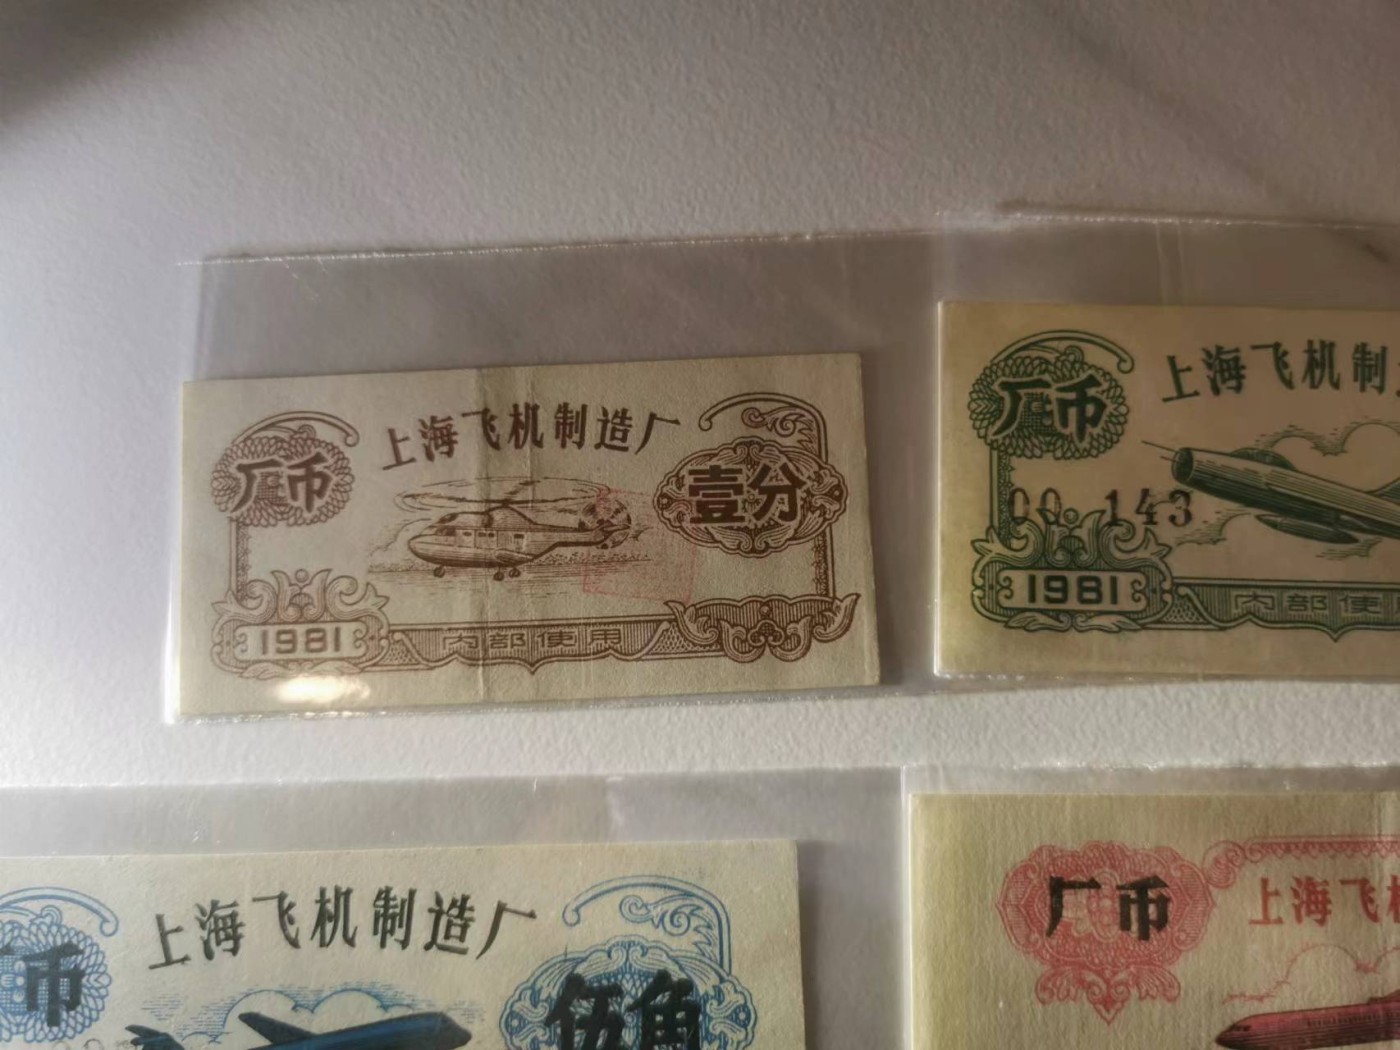 上海飞机制造厂
厂币
壹分
1981
内部使用
上海飞机制
厂币
00 143
1981
内部使
上海飞机制造厂
币
伍角
厂币
上海飞